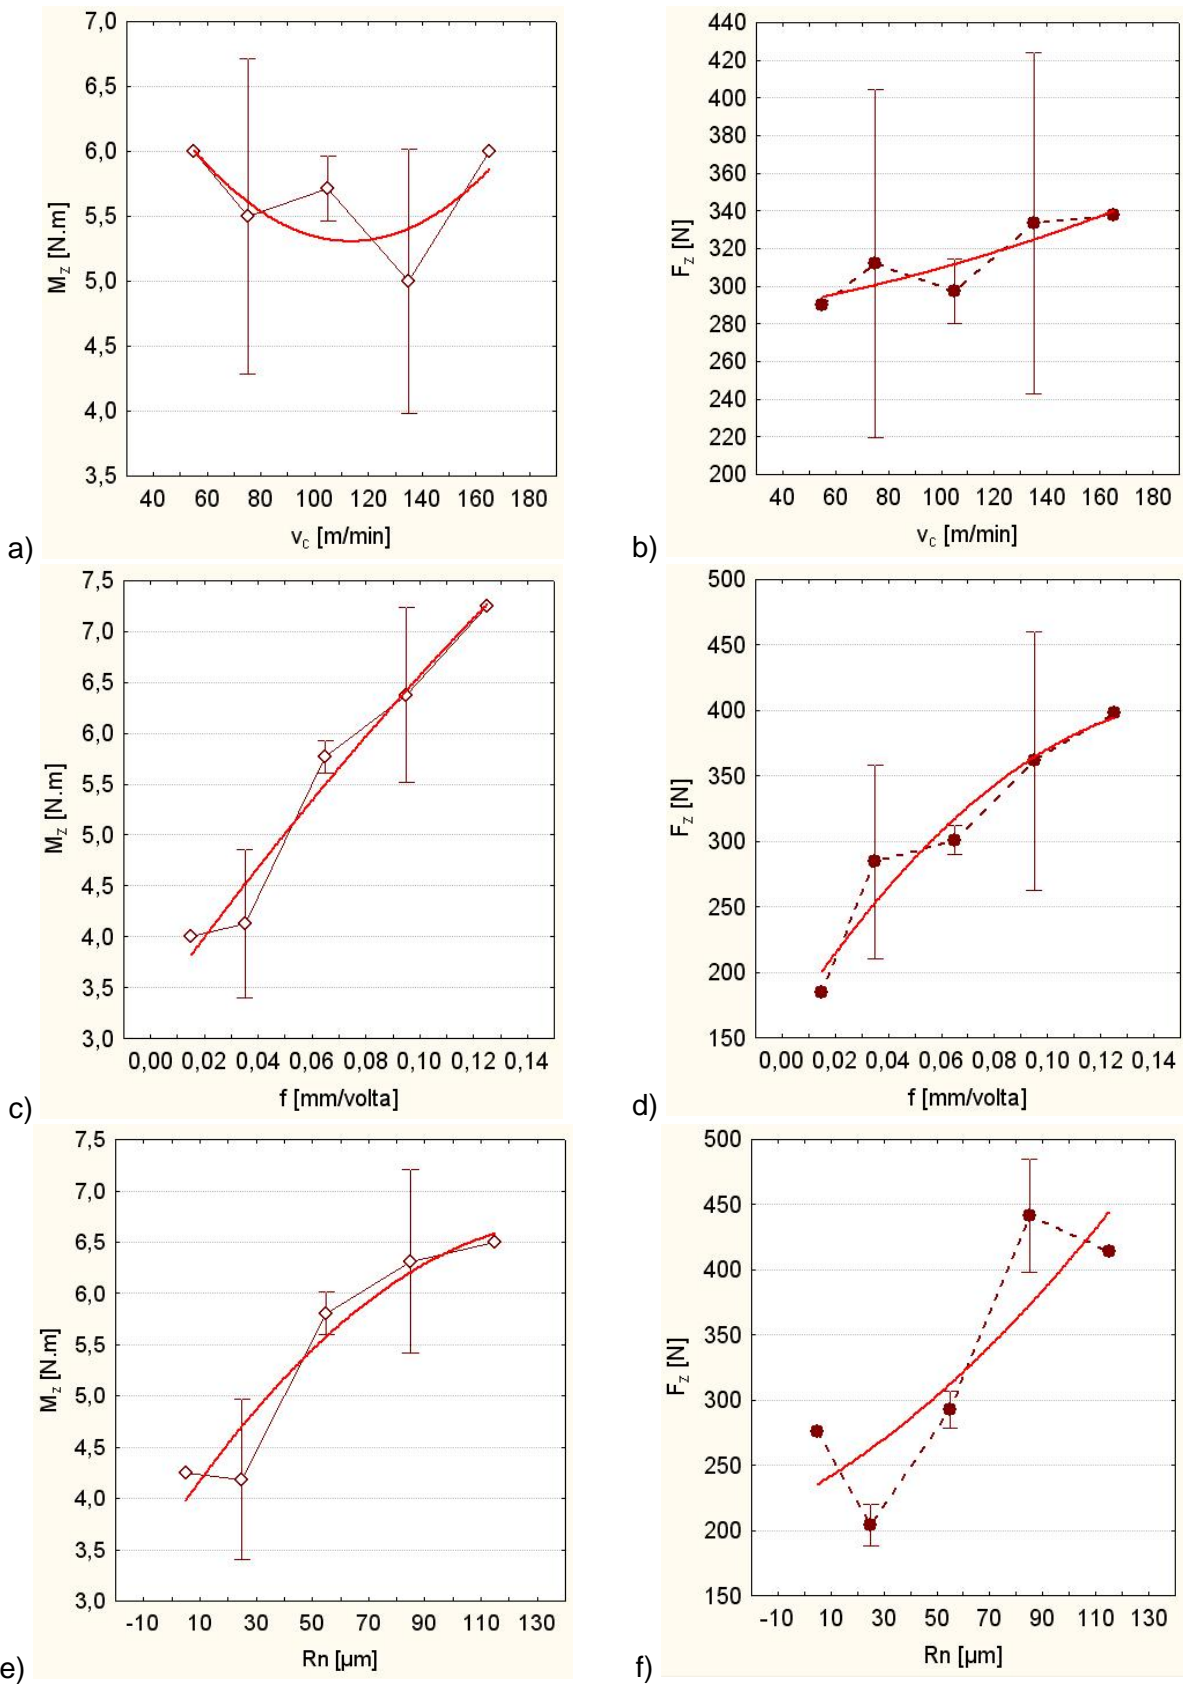 7,0
6,5
6,0
5,5
5,0
4,5
4,0
3,5
M_z [N.m]
40 60 80 100 120 140 160 180
v_c [m/min]
a)
440
420
400
380
360
340
320
300
280
260
240
220
200
F_z [N]
40 60 80 100 120 140 160 180
v_c [m/min]
b)
7,5
7,0
6,5
6,0
5,5
5,0
4,5
4,0
3,5
3,0
M_z [N.m]
0,00 0,02 0,04 0,06 0,08 0,10 0,12 0,14
f [mm/volta]
c)
500
450
400
350
300
250
200
150
F_z [N]
0,00 0,02 0,04 0,06 0,08 0,10 0,12 0,14
f [mm/volta]
d)
7,5
7,0
6,5
6,0
5,5
5,0
4,5
4,0
3,5
3,0
M_z [N.m]
-10 10 30 50 70 90 110 130
Rn [µm]
e)
500
450
400
350
300
250
200
150
F_z [N]
-10 10 30 50 70 90 110 130
Rn [µm]
f)